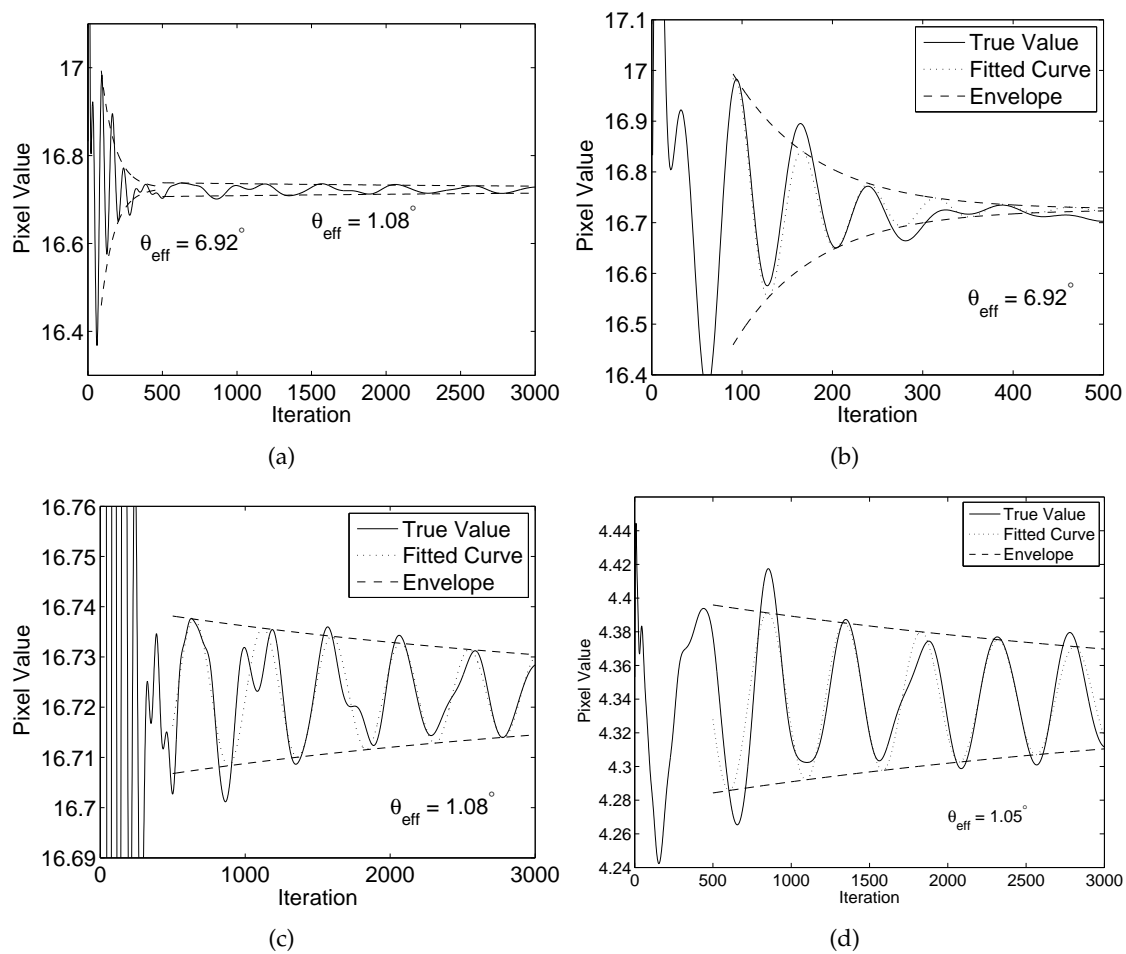 17
16.8
16.6
16.4
0 500 1000 1500 2000 2500 3000
Pixel Value
Iteration
θeff = 6.92°
θeff = 1.08°
(a)
17.1
17
16.9
16.8
16.7
16.6
16.5
16.4
0 100 200 300 400 500
Pixel Value
Iteration
True Value
Fitted Curve
Envelope
θeff = 6.92°
(b)
16.76
16.75
16.74
16.73
16.72
16.71
16.7
16.69
0 1000 2000 3000
Pixel Value
Iteration
True Value
Fitted Curve
Envelope
θeff = 1.08°
(c)
4.44
4.42
4.4
4.38
4.36
4.34
4.32
4.3
4.28
4.26
4.24
0 500 1000 1500 2000 2500 3000
Pixel Value
Iteration
True Value
Fitted Curve
Envelope
θeff = 1.05°
(d)